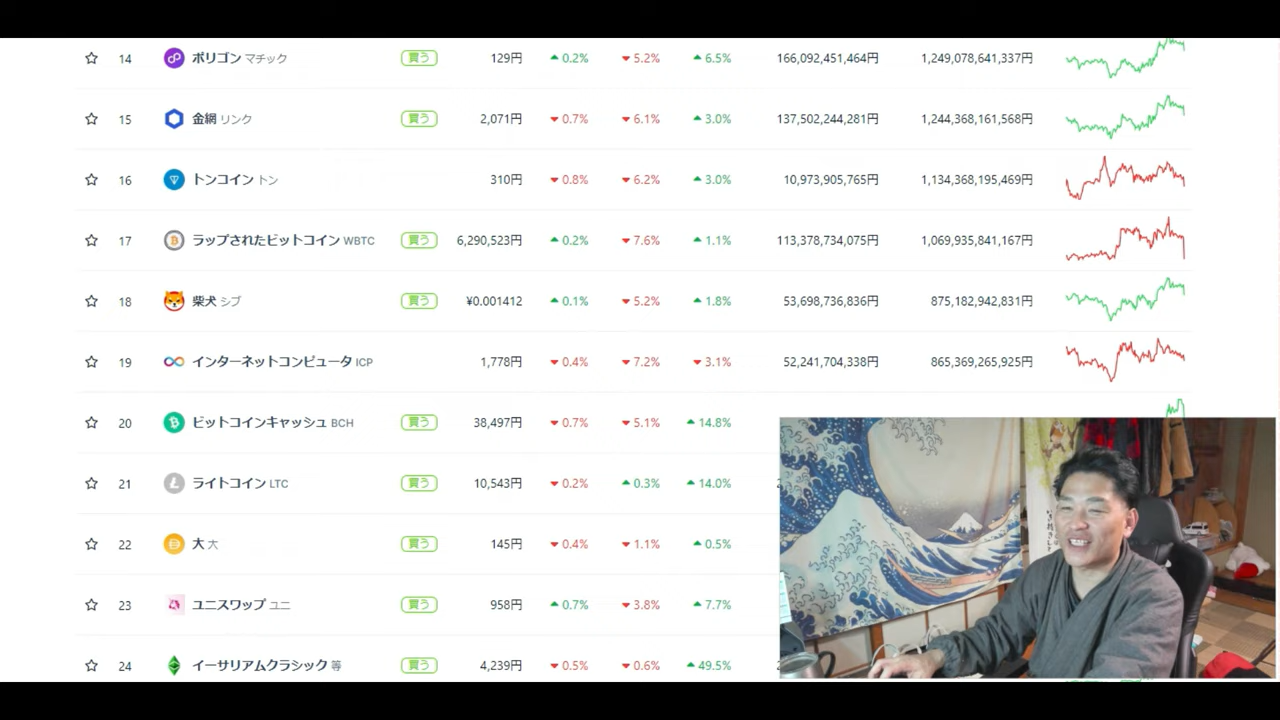 14 ポリゴン マチック 買う 129円 0.2% 5.2% 6.5% 166,092,451,464円 1,249,078,641,337円
15 金網 リンク 買う 2,071円 0.7% 6.1% 3.0% 137,502,244,281円 1,244,368,161,568円
16 トンコイン トン 310円 0.8% 6.2% 3.0% 10,973,905,765円 1,134,368,195,469円
17 ラップされたビットコイン WBTC 買う 6,290,523円 0.2% 7.6% 1.1% 113,378,734,075円 1,069,935,841,167円
18 柴犬 シブ 買う ¥0.001412 0.1% 5.2% 1.8% 53,698,736,836円 875,182,942,831円
19 インターネットコンピュータ ICP 1,778円 0.4% 7.2% 3.1% 52,241,704,338円 865,369,265,925円
20 ビットコインキャッシュ BCH 買う 38,497円 0.7% 5.1% 14.8%
21 ライトコイン LTC 買う 10,543円 0.2% 0.3% 14.0%
22 大 大 買う 145円 0.4% 1.1% 0.5%
23 ユニスワップ ユニ 買う 958円 0.7% 3.8% 7.7%
24 イーサリアムクラシック 等 買う 4,239円 0.5% 0.6% 49.5%